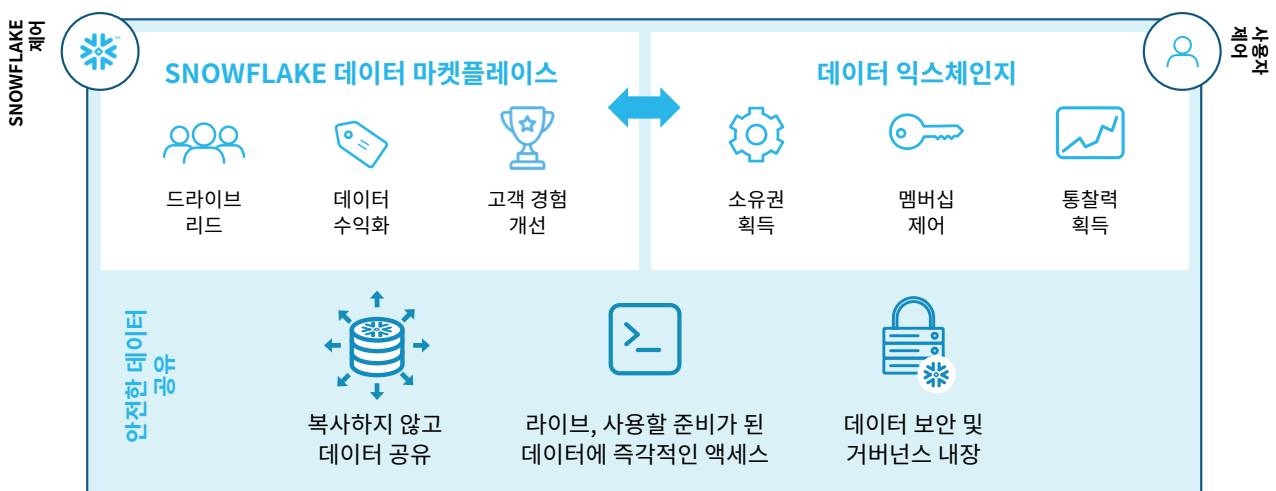 SNOWFLAKE
제어
사용자
제어
SNOWFLAKE 데이터 마켓플레이스
데이터 익스체인지
드라이브
리드
데이터
수익화
고객 경험
개선
소유권
획득
멤버십
제어
통찰력
획득
안전한 데이터
공유
복사하지 않고
데이터 공유
라이브, 사용할 준비가 된
데이터에 즉각적인 액세스
데이터 보안 및
거버넌스 내장